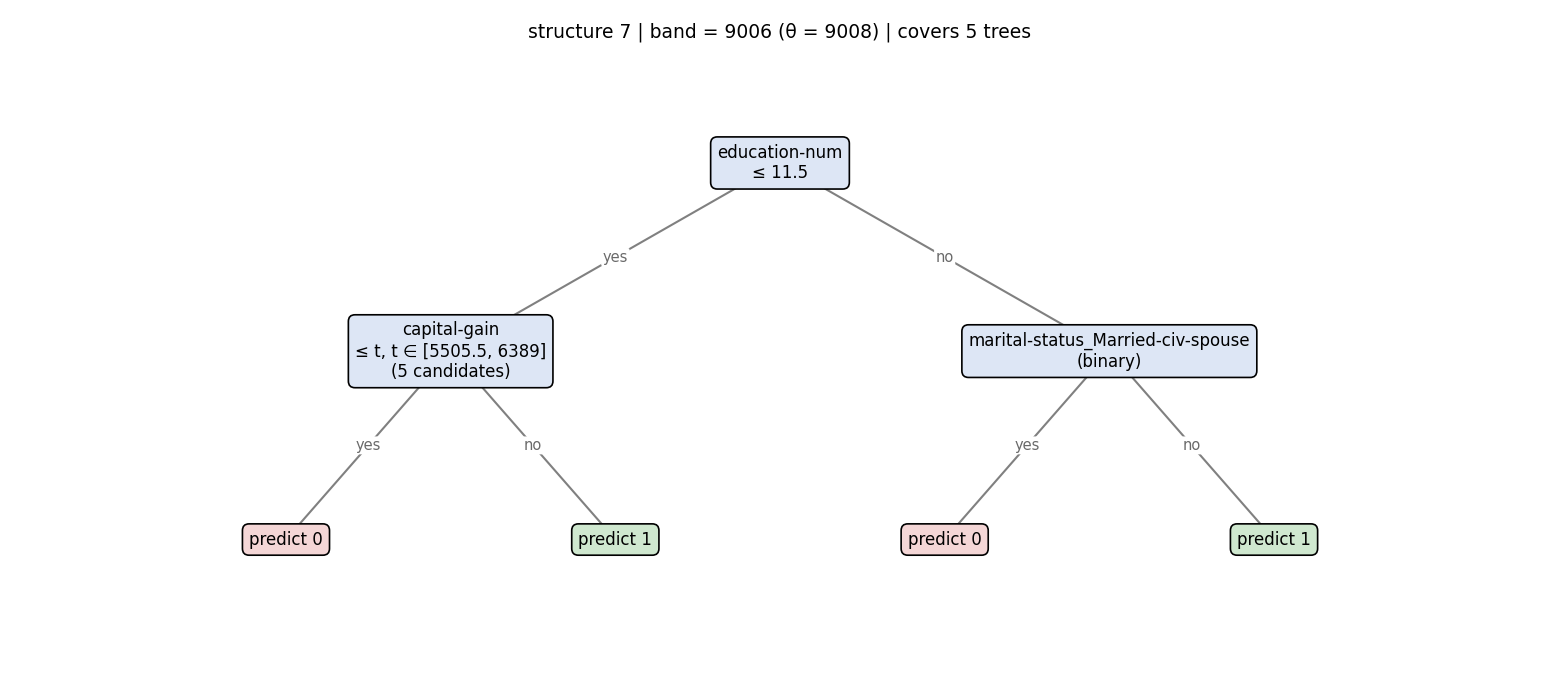 structure 7 | band = 9006 (θ = 9008) | covers 5 trees
education-num
≤ 11.5
yes
no
capital-gain
≤ t, t ∈ [5505.5, 6389]
(5 candidates)
marital-status_Married-civ-spouse
(binary)
yes
no
yes
no
predict 0
predict 1
predict 0
predict 1